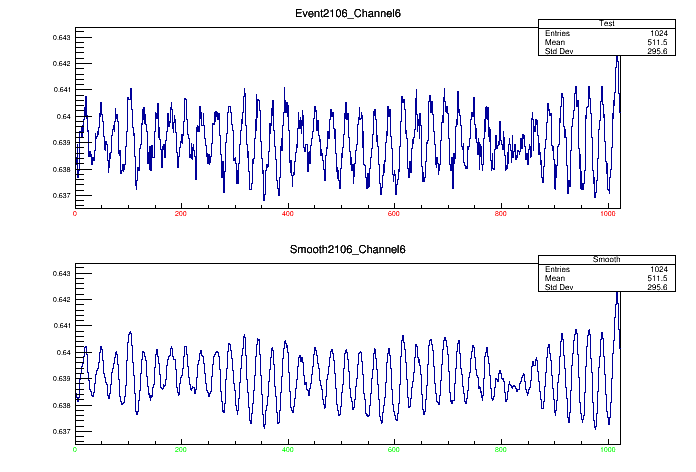 Event2106_Channel6
Test
Entries 1024
Mean 511.5
Std Dev 295.6
0.643
0.642
0.641
0.64
0.639
0.638
0.637
0 200 400 600 800 1000
Smooth2106_Channel6
Smooth
Entries 1024
Mean 511.5
Std Dev 295.6
0.643
0.642
0.641
0.64
0.639
0.638
0.637
0 200 400 600 800 1000